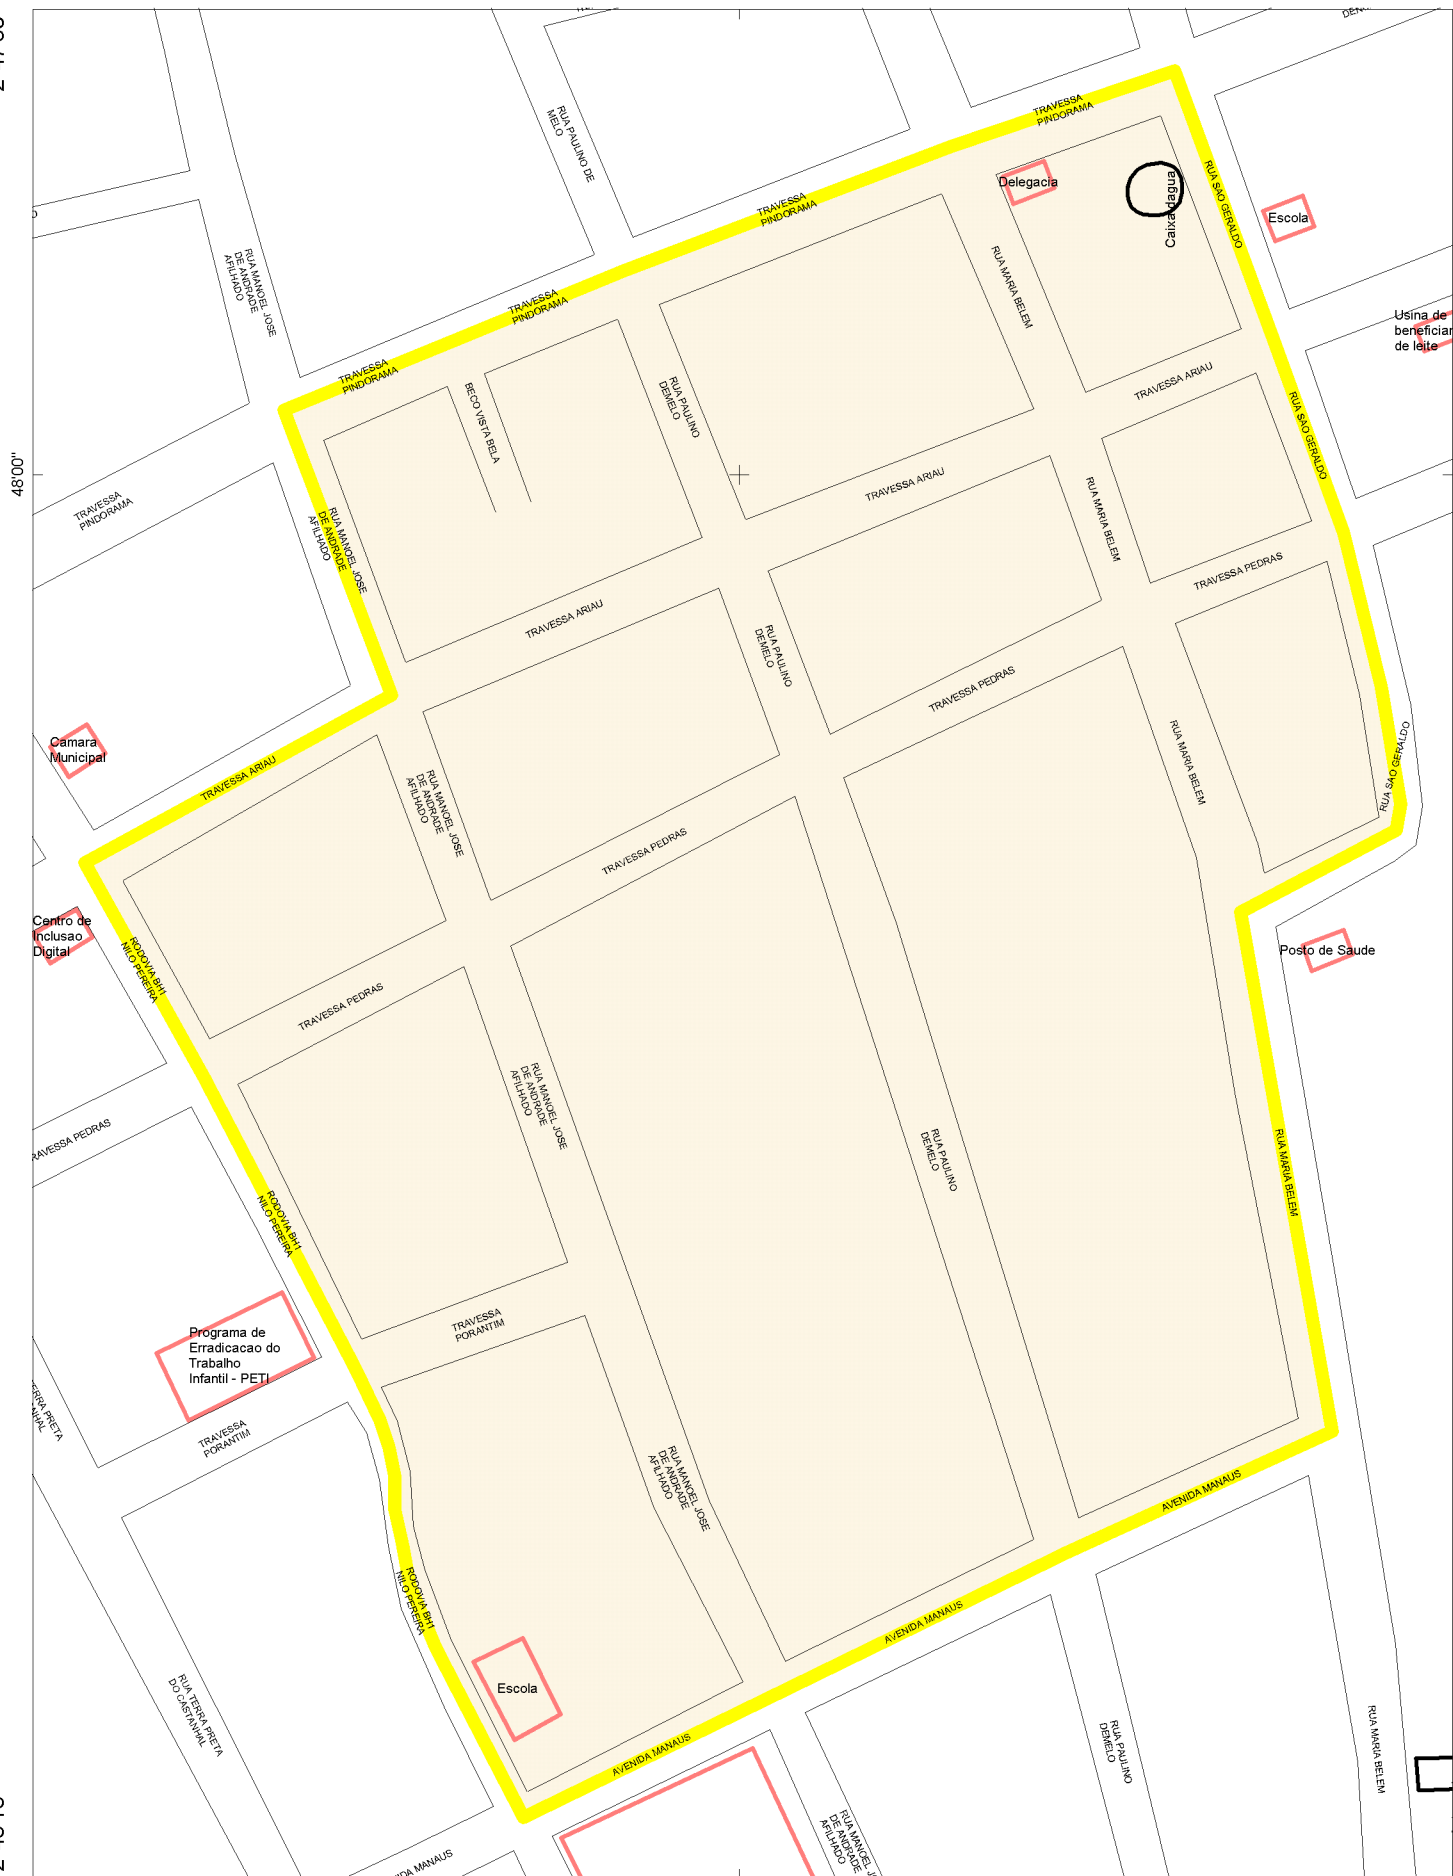 TRAVESSA
PINDORAMA
RUA PAULINO DE
MELO
Delegacia
Caixa dagua
RUA SAO GERALDO
Escola
TRAVESSA
PINDORAMA
RUA MANOEL JOSE
DE ANDRADE
AFILHADO
RUA MARIA BELEM
TRAVESSA
PINDORAMA
Usina de
beneficiar
de leite
TRAVESSA
PINDORAMA
BECO VISTA BELA
RUA PAULINO
DEMELO
TRAVESSA ARIAU
RUA SAO GERALDO
48'00"
TRAVESSA
PINDORAMA
TRAVESSA ARIAU
RUA MARIA BELEM
RUA MANOEL JOSE
DE ANDRADE
AFILHADO
TRAVESSA PEDRAS
TRAVESSA ARIAU
RUA PAULINO
DEMELO
TRAVESSA PEDRAS
Camara
Municipal
TRAVESSA ARIAU
RUA MARIA BELEM
RUA SAO GERALDO
RUA MANOEL JOSE
DE ANDRADE
AFILHADO
TRAVESSA PEDRAS
Centro de
Inclusao
Digital
RODOVIA BH1
NILO PEREIRA
Posto de Saude
TRAVESSA PEDRAS
RUA MANOEL JOSE
DE ANDRADE
AFILHADO
RAVESSA PEDRAS
RUA PAULINO
DEMELO
RUA MARIA BELEM
RODOVIA BH1
NILO PEREIRA
TRAVESSA
PORANTIM
Programa de
Erradicacao do
Trabalho
Infantil - PETI
ERRA PRETA
ANHAL
TRAVESSA
PORANTIM
RUA MANOEL JOSE
DE ANDRADE
AFILHADO
AVENIDA MANAUS
RODOVIA BH1
NILO PEREIRA
AVENIDA MANAUS
Escola
RUA TERRA PRETA
DO CASTANHAL
AVENIDA MANAUS
RUA PAULINO
DEMELO
RUA MARIA BELEM
RUA MANOEL J
DE ANDRADE
AFILHADO
IDA MANAUS